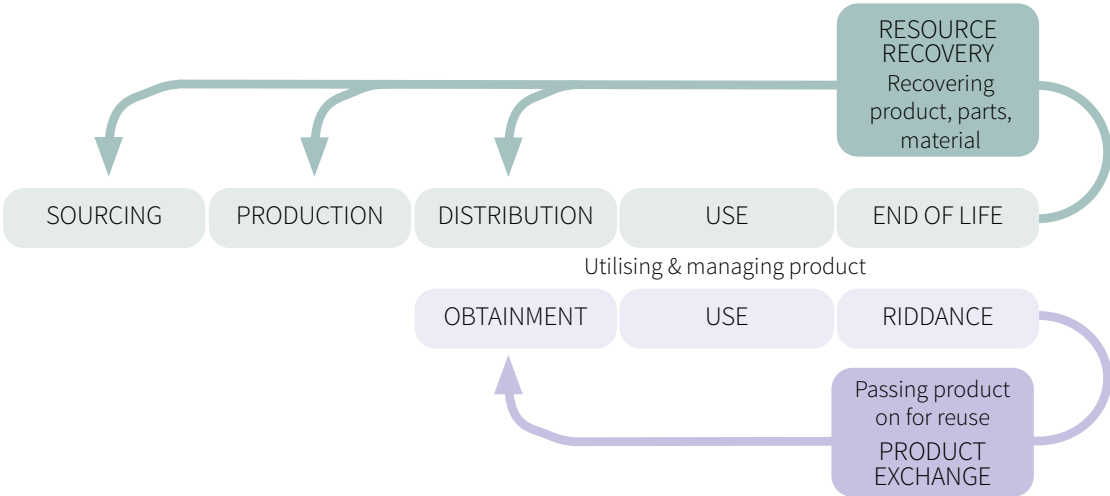 RESOURCE
RECOVERY
Recovering
product, parts,
material
SOURCING
PRODUCTION
DISTRIBUTION
USE
END OF LIFE
Utilising & managing product
OBTAINMENT
USE
RIDDANCE
Passing product
on for reuse
PRODUCT
EXCHANGE